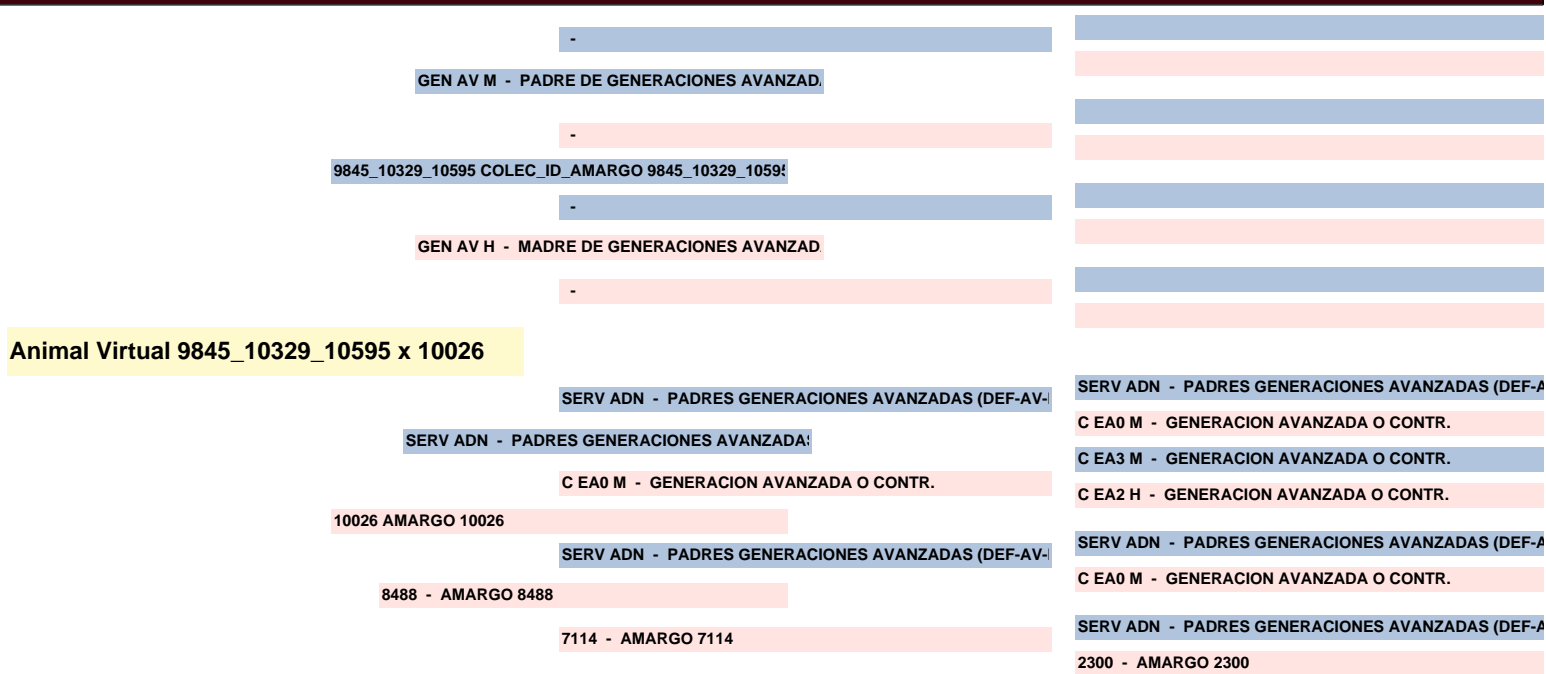 -
GEN AV M - PADRE DE GENERACIONES AVANZAD
-
9845_10329_10595 COLEC_ID_AMARGO 9845_10329_1059
-
GEN AV H - MADRE DE GENERACIONES AVANZAD
-
Animal Virtual 9845_10329_10595 x 10026
SERV ADN - PADRES GENERACIONES AVANZADAS (DEF-A
SERV ADN - PADRES GENERACIONES AVANZADAS (DEF-AV-
C EA0 M - GENERACION AVANZADA O CONTR.
SERV ADN - PADRES GENERACIONES AVANZADA
C EA3 M - GENERACION AVANZADA O CONTR.
C EA0 M - GENERACION AVANZADA O CONTR.
C EA2 H - GENERACION AVANZADA O CONTR.
10026 AMARGO 10026
SERV ADN - PADRES GENERACIONES AVANZADAS (DEF-A
SERV ADN - PADRES GENERACIONES AVANZADAS (DEF-AV-
C EA0 M - GENERACION AVANZADA O CONTR.
8488 - AMARGO 8488
SERV ADN - PADRES GENERACIONES AVANZADAS (DEF-A
7114 - AMARGO 7114
2300 - AMARGO 2300